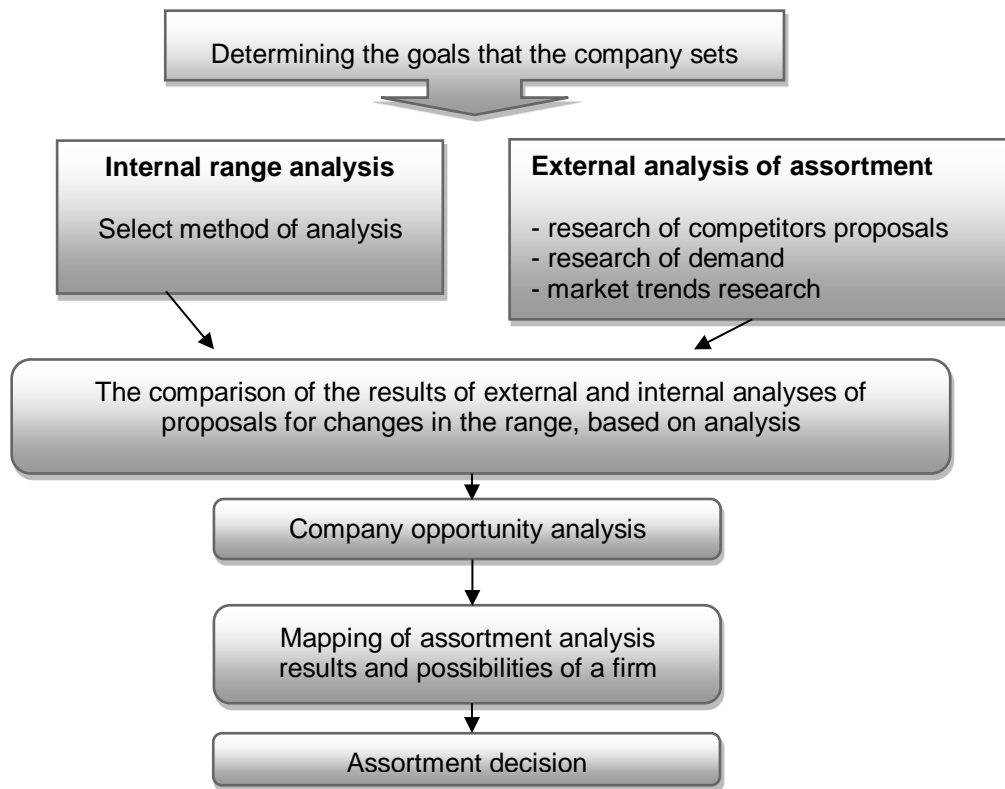 Determining the goals that the company sets
Internal range analysis
Select method of analysis
External analysis of assortment
- research of competitors proposals
- research of demand
- market trends research
The comparison of the results of external and internal analyses of
proposals for changes in the range, based on analysis
Company opportunity analysis
Mapping of assortment analysis
results and possibilities of a firm
Assortment decision